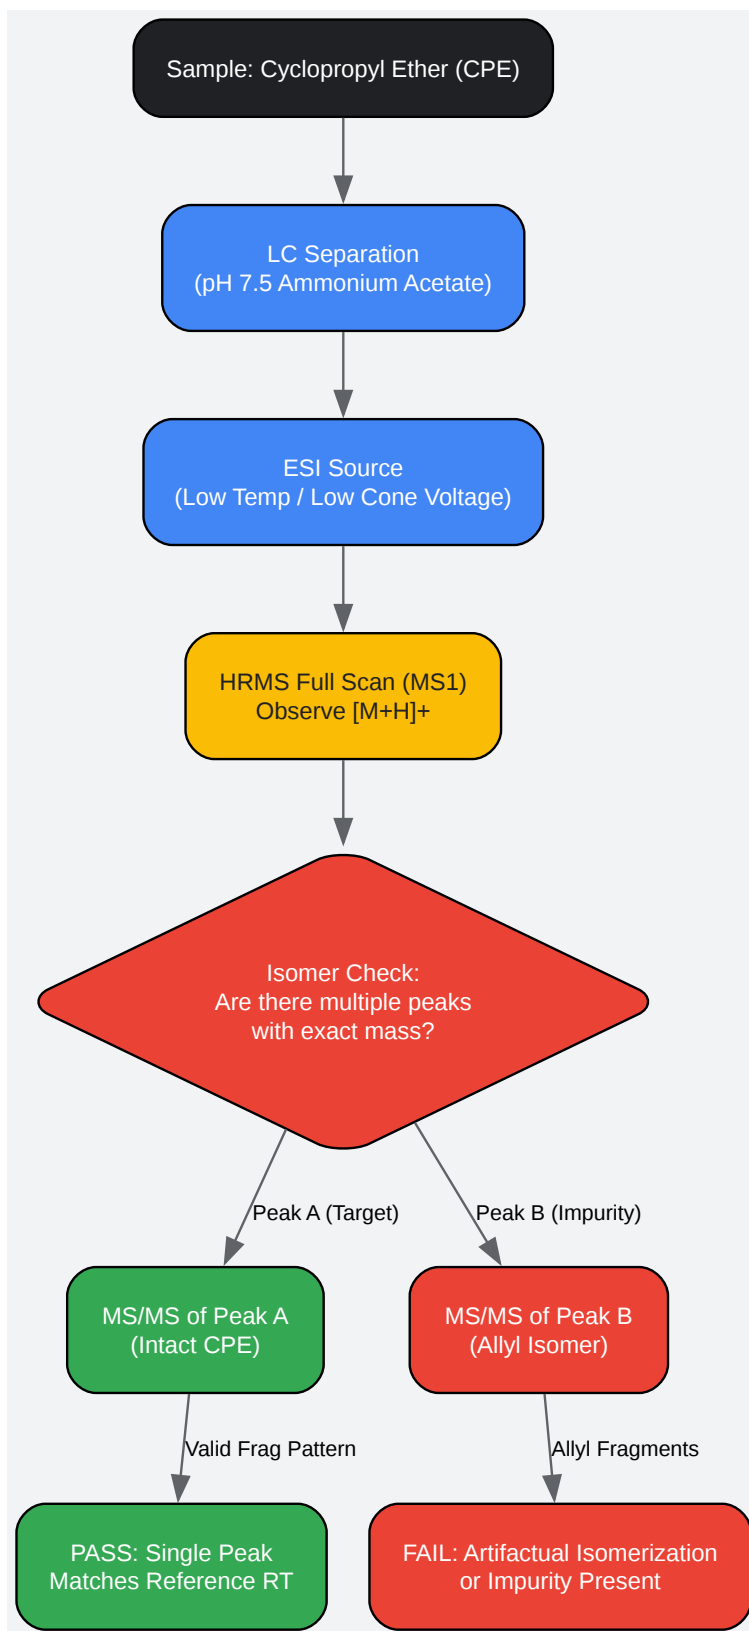 Sample: Cyclopropyl Ether (CPE)
LC Separation
(pH 7.5 Ammonium Acetate)
ESI Source
(Low Temp / Low Cone Voltage)
HRMS Full Scan (MS1)
Observe [M+H]+
Isomer Check:
Are there multiple peaks
with exact mass?
Peak A (Target)
Peak B (Impurity)
MS/MS of Peak A
(Intact CPE)
MS/MS of Peak B
(Allyl Isomer)
Valid Frag Pattern
Allyl Fragments
PASS: Single Peak
Matches Reference RT
FAIL: Artifactual Isomerization
or Impurity Present